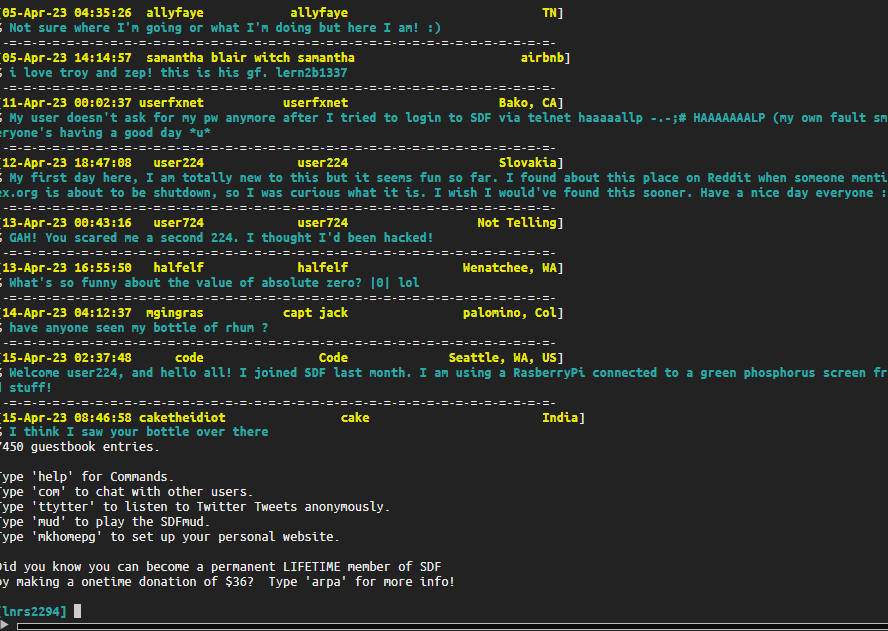 [05-Apr-23 04:35:26 allyfaye allyfaye TN]
% Not sure where I'm going or what I'm doing but here I am! :)
-=-=-=-=-=-=-=-=-=-=-=-=-=-=-=-=-=-=-=-=-=-=-=-=-=-=-=-=-=-=-=-=-=-=-=-=-=-
[05-Apr-23 14:14:57 samantha blair witch samantha airbnb]
% i love troy and zep! this is his gf. lern2b1337
-=-=-=-=-=-=-=-=-=-=-=-=-=-=-=-=-=-=-=-=-=-=-=-=-=-=-=-=-=-=-=-=-=-=-=-=-=-
[11-Apr-23 00:02:37 userfxnet userfxnet Bako, CA]
% My user doesn't ask for my pw anymore after I tried to login to SDF via telnet haaaaallp -.-;# HAAAAAAALP (my own fault sm
eryone's having a good day *u*
-=-=-=-=-=-=-=-=-=-=-=-=-=-=-=-=-=-=-=-=-=-=-=-=-=-=-=-=-=-=-=-=-=-=-=-=-=-
[12-Apr-23 18:47:08 user224 user224 Slovakia]
% My first day here, I am totally new to this but it seems fun so far. I found about this place on Reddit when someone menti
ex.org is about to be shutdown, so I was curious what it is. I wish I would've found this sooner. Have a nice day everyone :
-=-=-=-=-=-=-=-=-=-=-=-=-=-=-=-=-=-=-=-=-=-=-=-=-=-=-=-=-=-=-=-=-=-=-=-=-=-
[13-Apr-23 00:43:16 user724 user724 Not Telling]
% GAH! You scared me a second 224. I thought I'd been hacked!
-=-=-=-=-=-=-=-=-=-=-=-=-=-=-=-=-=-=-=-=-=-=-=-=-=-=-=-=-=-=-=-=-=-=-=-=-=-
[13-Apr-23 16:55:50 halfelf halfelf Wenatchee, WA]
% What's so funny about the value of absolute zero? |0| lol
-=-=-=-=-=-=-=-=-=-=-=-=-=-=-=-=-=-=-=-=-=-=-=-=-=-=-=-=-=-=-=-=-=-=-=-=-=-
[14-Apr-23 04:12:37 mgingras capt jack palomino, Col]
% have anyone seen my bottle of rhum ?
-=-=-=-=-=-=-=-=-=-=-=-=-=-=-=-=-=-=-=-=-=-=-=-=-=-=-=-=-=-=-=-=-=-=-=-=-=-
[15-Apr-23 02:37:48 code Code Seattle, WA, US]
% Welcome user224, and hello all! I joined SDF last month. I am using a RasberryPi connected to a green phosphorus screen fr
d stuff!
-=-=-=-=-=-=-=-=-=-=-=-=-=-=-=-=-=-=-=-=-=-=-=-=-=-=-=-=-=-=-=-=-=-=-=-=-=-
[15-Apr-23 08:46:58 caketheidiot cake India]
% I think I saw your bottle over there
7450 guestbook entries.
Type 'help' for Commands.
Type 'com' to chat with other users.
Type 'ttytter' to listen to Twitter Tweets anonymously.
Type 'mud' to play the SDFmud.
Type 'mkhomepg' to set up your personal website.
Did you know you can become a permanent LIFETIME member of SDF
by making a onetime donation of $36? Type 'arpa' for more info!
[lnrs2294]